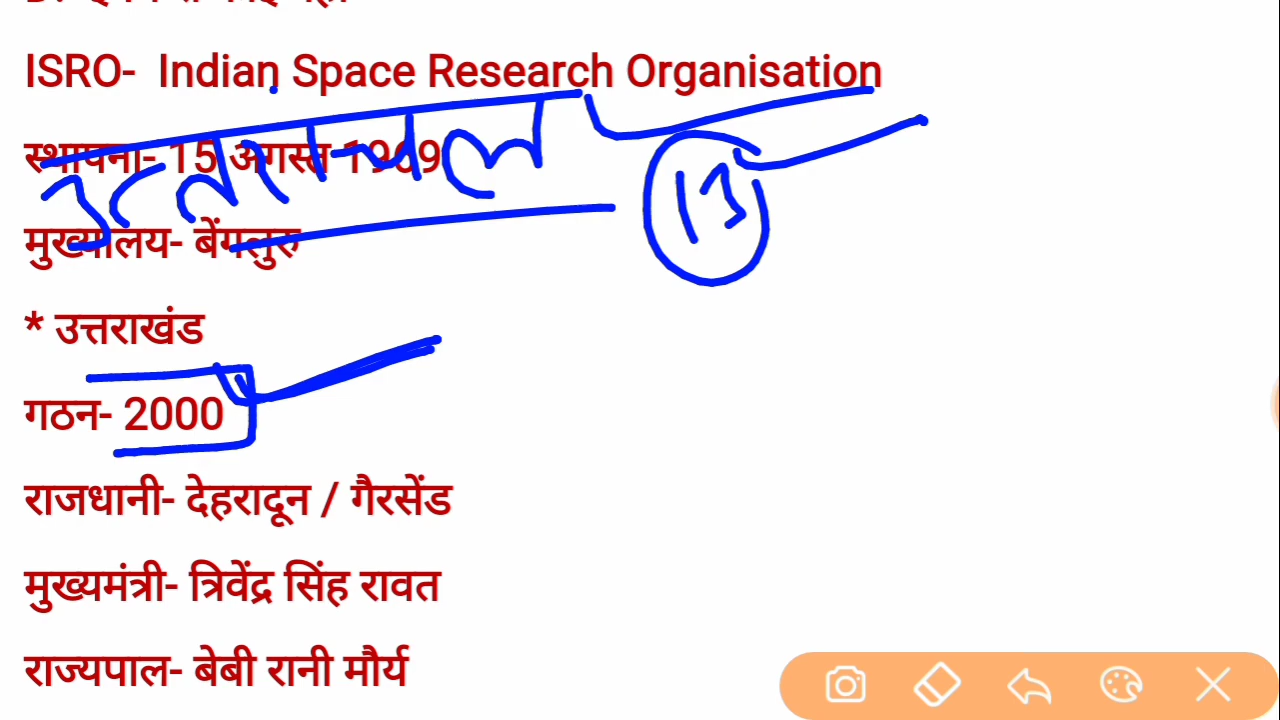 ISRO- Indian Space Research Organisation
स्थापना- 15 अगस्त 1969
उत्तरांचल
13
मुख्यालय- बेंगलुरु
* उत्तराखंड
गठन- 2000
राजधानी- देहरादून / गैरसेंड
मुख्यमंत्री- त्रिवेंद्र सिंह रावत
राज्यपाल- बेबी रानी मौर्य